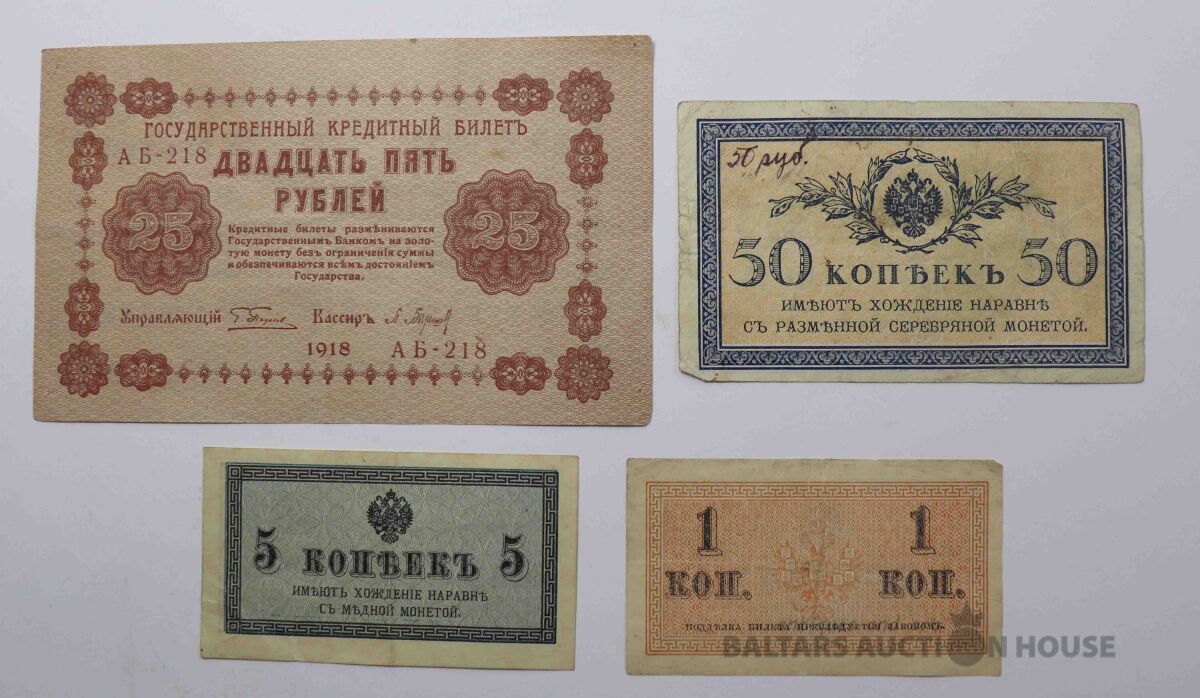 ГОСУДАРСТВЕННЫЙ КРЕДИТНЫЙ БИЛЕТЪ
АБ-218
ДВАДЦАТЬ ПЯТЬ
РУБЛЕЙ
25
25
Кредитные билеты размѣниваются
Государственнымъ Банкомъ на золо-
тую монету безъ ограниченія суммы
и обезпечиваются всѣмъ достояніемъ
Государства.
Управляющій
Кассиръ
1918 АБ-218
50 руб.
50 КОПѢЕКЪ 50
ИМѢЮТЪ ХОЖДЕНІЕ НАРАВНѢ
СЪ РАЗМѢННОЙ СЕРЕБРЯНОЙ МОНЕТОЙ.
5 КОПѢЕКЪ 5
ИМѢЮТЪ ХОЖДЕНІЕ НАРАВНѢ
СЪ МѢДНОЙ МОНЕТОЙ.
1 1
КОП. КОП.
ПОДДѢЛКА БИЛЕТА ПРЕСЛѢДУЕТСЯ ЗАКОНОМЪ.
BALTARS AUCTION HOUSE